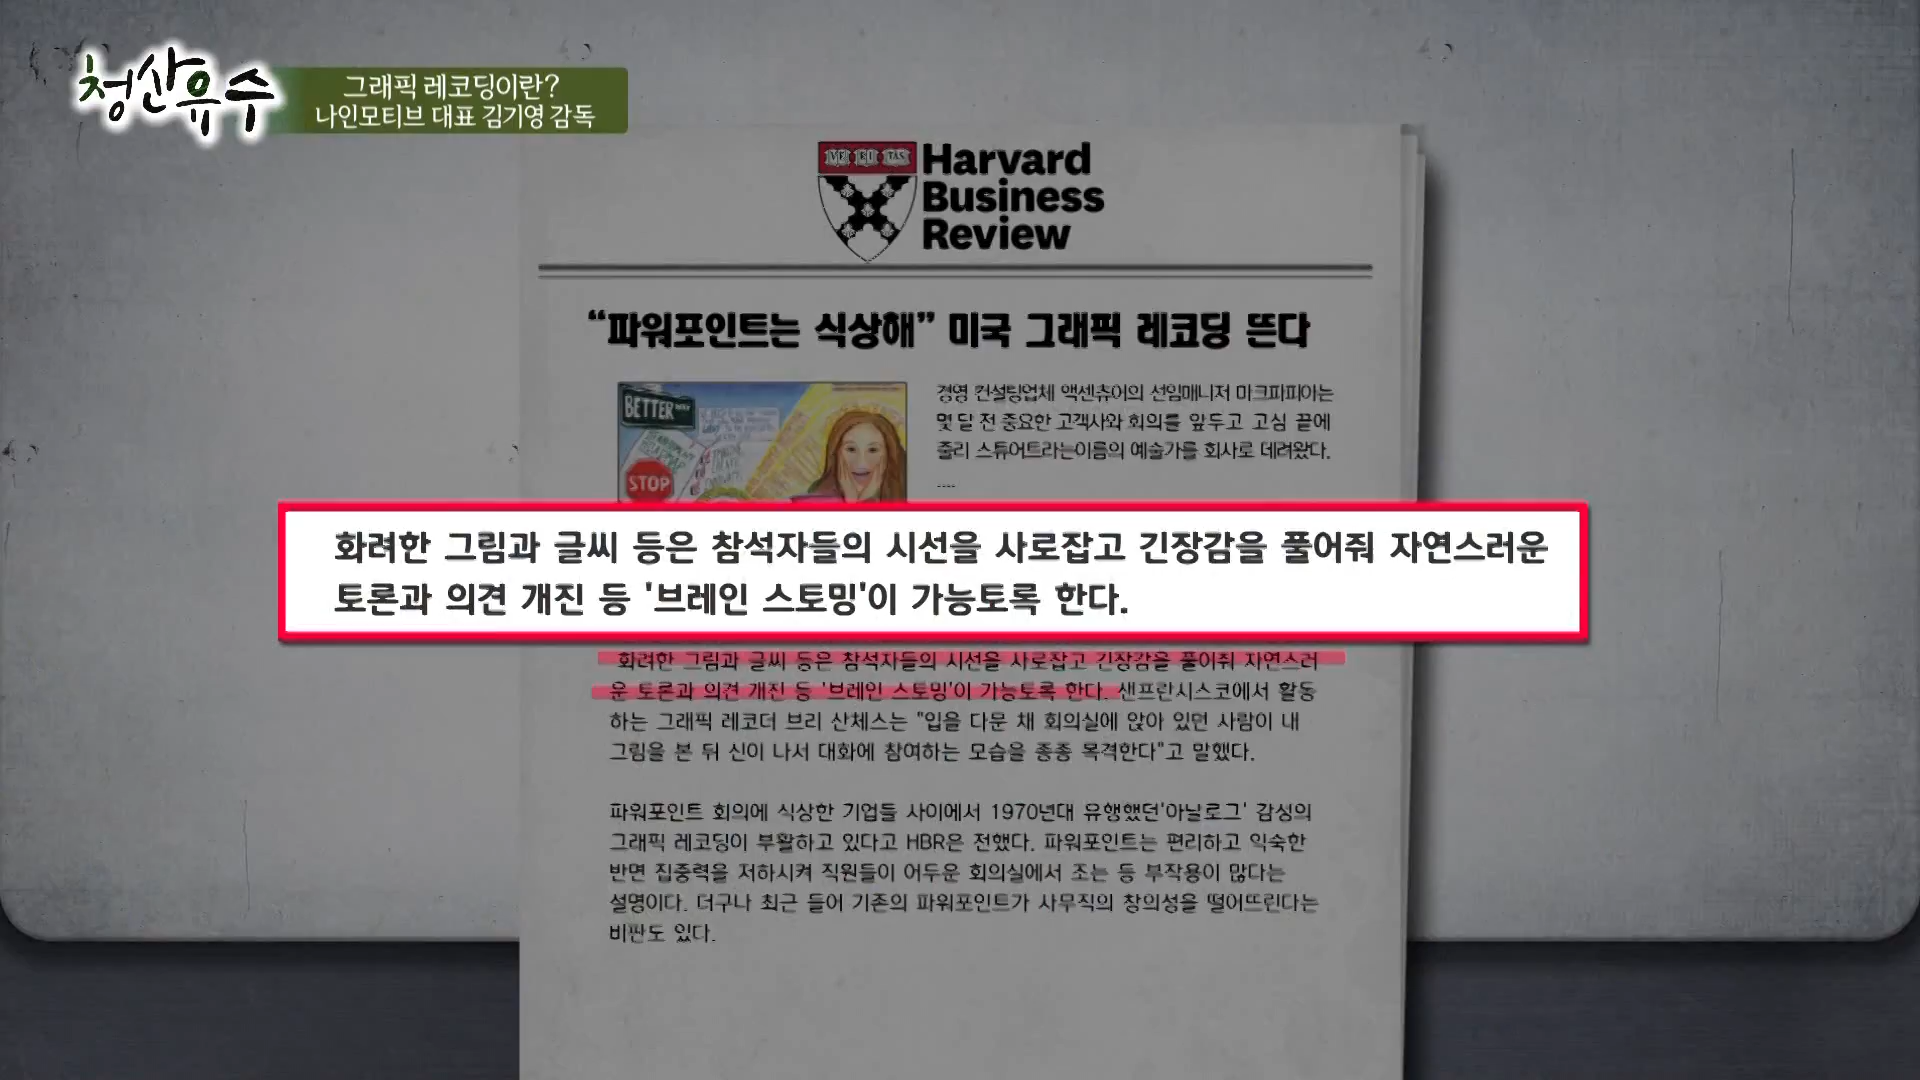 청산유수
그래픽 레코딩이란?
나인모티브 대표 김기영 감독
VE RI TAS
Harvard
Business
Review
“파워포인트는 식상해” 미국 그래픽 레코딩 뜬다
BETTER WAY
STOP
경영 컨설팅업체 액센츄어의 선임매니저 마크파피아는
몇 달 전 중요한 고객사와 회의를 앞두고 고심 끝에
줄리 스튜어트라는이름의 예술가를 회사로 데려왔다.
....
화려한 그림과 글씨 등은 참석자들의 시선을 사로잡고 긴장감을 풀어줘 자연스러운
토론과 의견 개진 등 '브레인 스토밍'이 가능토록 한다.
화려한 그림과 글씨 등은 참석자들의 시선을 사로잡고 긴장감을 풀어줘 자연스러
운 토론과 의견 개진 등 '브레인 스토밍'이 가능토록 한다. 샌프란시스코에서 활동
하는 그래픽 레코더 브리 산체스는 "입을 다문 채 회의실에 앉아 있던 사람이 내
그림을 본 뒤 신이 나서 대화에 참여하는 모습을 종종 목격한다"고 말했다.
파워포인트 회의에 식상한 기업들 사이에서 1970년대 유행했던'아날로그' 감성의
그래픽 레코딩이 부활하고 있다고 HBR은 전했다. 파워포인트는 편리하고 익숙한
반면 집중력을 저하시켜 직원들이 어두운 회의실에서 조는 등 부작용이 많다는
설명이다. 더구나 최근 들어 기존의 파워포인트가 사무직의 창의성을 떨어뜨린다는
비판도 있다.